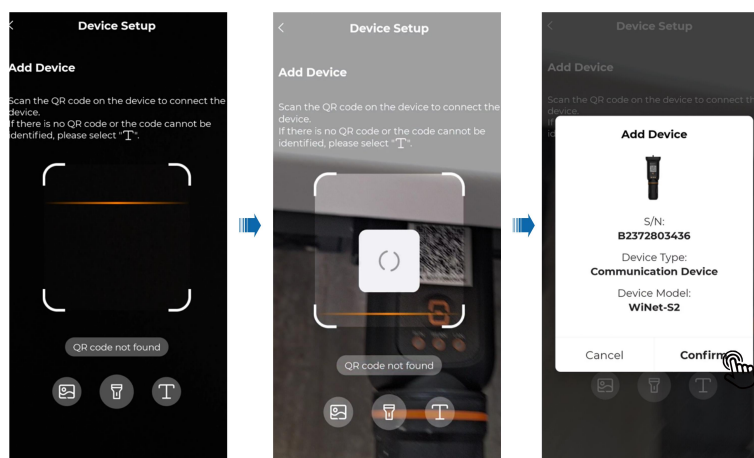 Device Setup
Add Device
Scan the QR code on the device to connect the
device.
If there is no QR code or the code cannot be
identified, please select "T".
QR code not found
T
Device Setup
Add Device
Scan the QR code on the device to connect the
device.
If there is no QR code or the code cannot be
identified, please select "T".
QR code not found
T
Device Setup
Add Device
Scan the QR code on the device to connect th
device
If
id
Add Device
S/N:
B2372803436
Device Type:
Communication Device
Device Model:
WiNet-S2
Cancel
Confirm
T